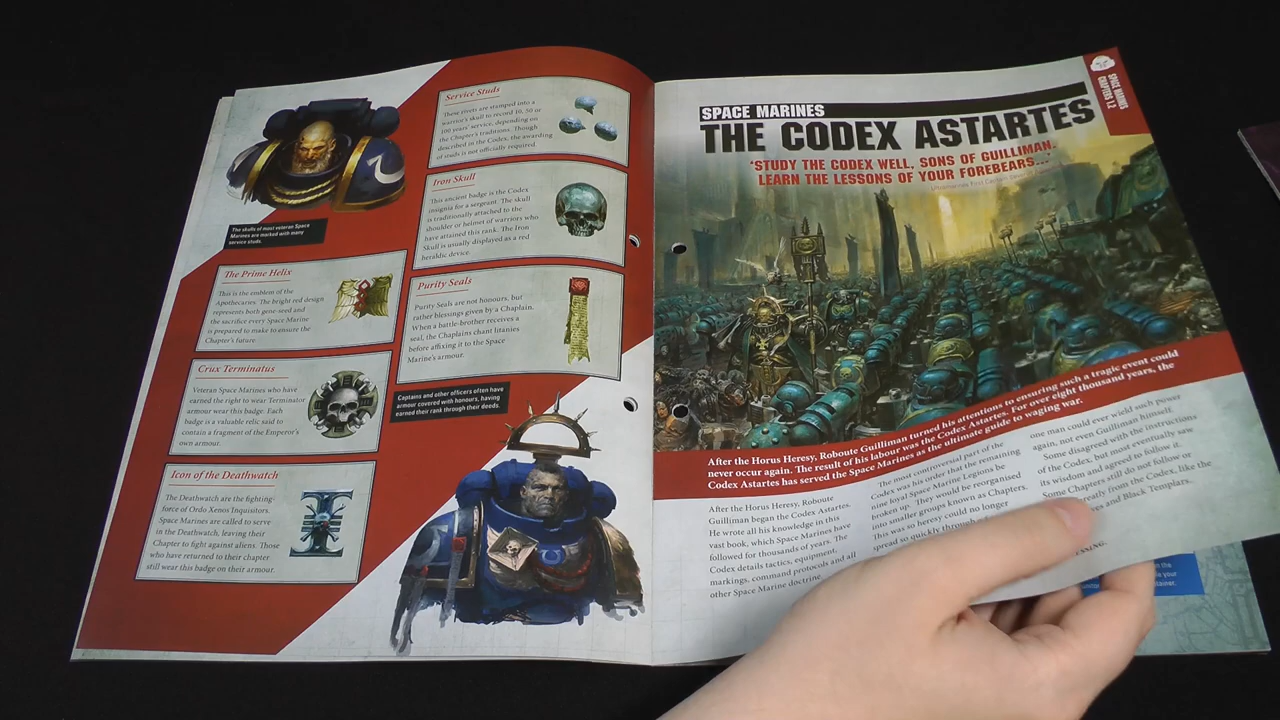 Service Studs
These rivets are stamped into a
warrior's skull to record 10, 50 or
100 years' service, depending on
the Chapter's traditions. Though
described in the Codex, the awarding
of studs is not officially required.
Iron Skull
This ancient badge is the Codex
insignia for a sergeant. The skull
is traditionally attached to the
shoulder or helmet of warriors who
have attained this rank. The Iron
Skull is usually displayed as a red
heraldic device.
The skulls of most veteran Space
Marines are marked with many
service studs.
The Prime Helix
This is the emblem of the
Apothecaries. The bright red design
represents both gene-seed and
the sacrifice every Space Marine
is prepared to make to ensure the
Chapter's future.
Purity Seals
Purity Seals are not honours, but
rather blessings given by a Chaplain.
When a battle-brother receives a
seal, the Chaplains chant litanies
before affixing it to the Space
Marine's armour.
Crux Terminatus
Veteran Space Marines who have
earned the right to wear Terminator
armour wear this badge. Each
badge is a valuable relic said to
contain a fragment of the Emperor's
own armour.
Captains and other officers often have
armour covered with honours, having
earned their rank through their deeds.
Icon of the Deathwatch
The Deathwatch are the fighting-
force of Ordo Xenos Inquisitors.
Space Marines are called to serve
in the Deathwatch, leaving their
Chapter to fight against aliens. Those
who have returned to their chapter
still wear this badge on their armour.
SPACE MARINES
CHAPTERS 1.2
SPACE MARINES
THE CODEX ASTARTES
'STUDY THE CODEX WELL, SONS OF GUILLIMAN.
LEARN THE LESSONS OF YOUR FOREBEARS...'
Ultramarines First Captain
After the Horus Heresy, Roboute Guilliman turned his attentions to ensuring such a tragic event could
never occur again. The result of his labour was the Codex Astartes. For over eight thousand years, the
Codex Astartes has served the Space Marines as the ultimate guide to waging war.
After the Horus Heresy, Roboute
Guilliman began the Codex Astartes.
He wrote all his knowledge in this
vast book, which Space Marines have
followed for thousands of years. The
Codex details tactics, equipment,
markings, command protocols and all
other Space Marine doctrine.
The most controversial part of the
Codex was his order that the remaining
nine loyal Space Marine Legions be
broken up. They would be reorganised
into smaller groups known as Chapters.
This was so heresy could no longer
spread so quickly through
one man could ever wield such power
again, not even Guilliman himself.
Some disagreed with the instructions
of the Codex, but most eventually saw
its wisdom and agreed to follow it.
Some Chapters still do not follow or
greatly from the Codex, like the
ves and Black Templars.